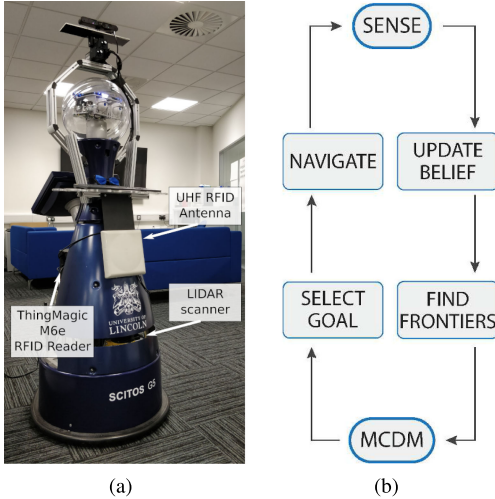 UHF RFID
Antenna
LIDAR
scanner
ThingMagic
M6e
RFID Reader
UNIVERSITY OF
LINCOLN
SCITOS G5
(a)
SENSE
NAVIGATE
UPDATE
BELIEF
SELECT
GOAL
FIND
FRONTIERS
MCDM
(b)